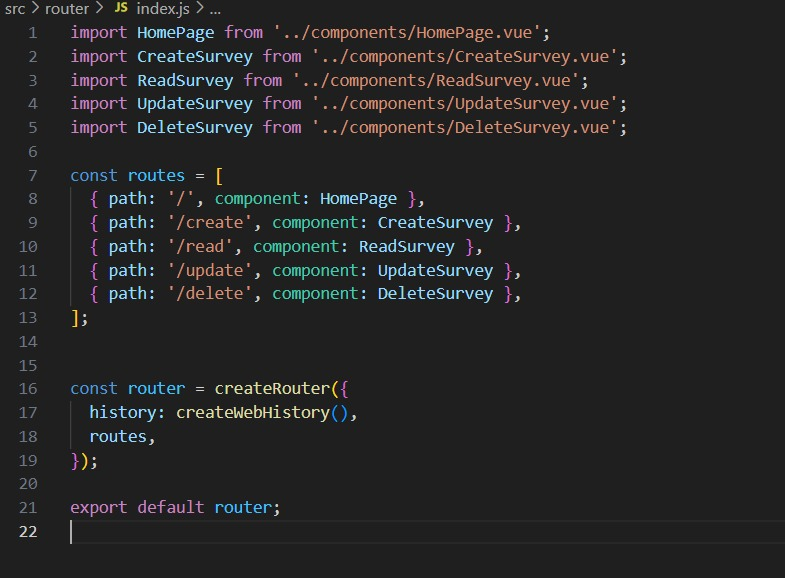 src > router > JS index.js > ...
1 import HomePage from '../components/HomePage.vue';
2 import CreateSurvey from '../components/CreateSurvey.vue';
3 import ReadSurvey from '../components/ReadSurvey.vue';
4 import UpdateSurvey from '../components/UpdateSurvey.vue';
5 import DeleteSurvey from '../components/DeleteSurvey.vue';
6
7 const routes = [
8   { path: '/', component: HomePage },
9   { path: '/create', component: CreateSurvey },
10   { path: '/read', component: ReadSurvey },
11   { path: '/update', component: UpdateSurvey },
12   { path: '/delete', component: DeleteSurvey },
13 ];
14
15
16 const router = createRouter({
17   history: createWebHistory(),
18   routes,
19 });
20
21 export default router;
22